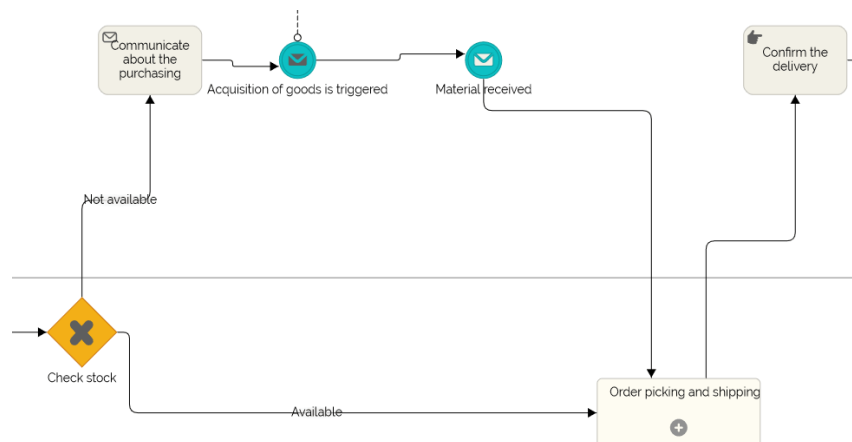 Communicate
about the
purchasing
Acquisition of goods is triggered
Material received
Confirm the
delivery
Not available
Check stock
Available
Order picking and shipping